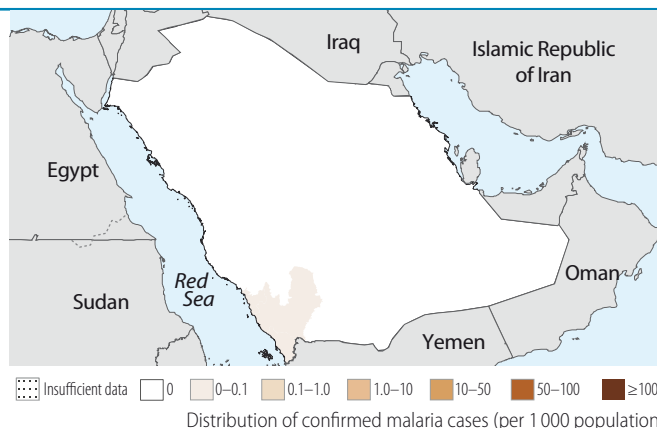 Iraq
Islamic Republic
of Iran
Egypt
Red
Sea
Oman
Sudan
Yemen
Insufficient data 0 0–0.1 0.1–1.0 1.0–10 10–50 50–100 ≥100
Distribution of confirmed malaria cases (per 1 000 population